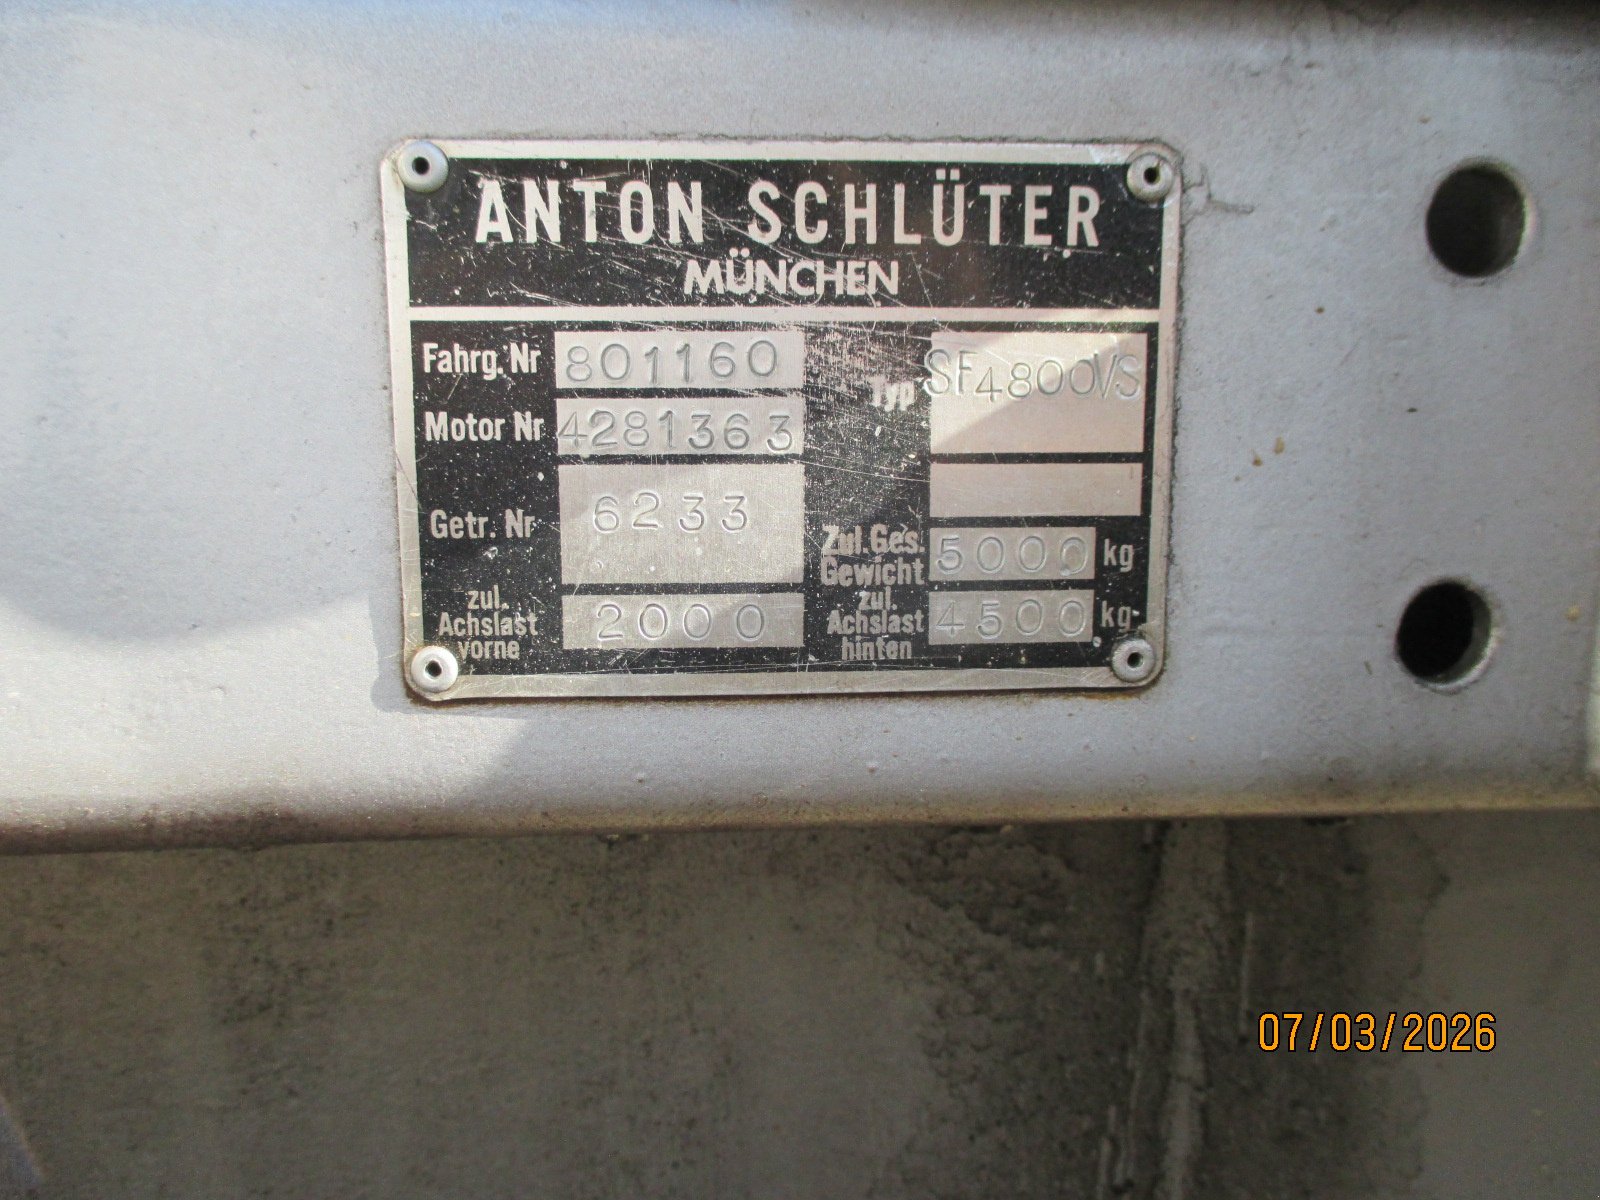 ANTON SCHLÜTER
MÜNCHEN
Fahrg. Nr 801160
Typ SF4800VS
Motor Nr 4281363
Getr. Nr 6233
Zul. Ges. Gewicht 5000 kg
zul. Achslast vorne 2000
zul. Achslast hinten 4500 kg
07/03/2026